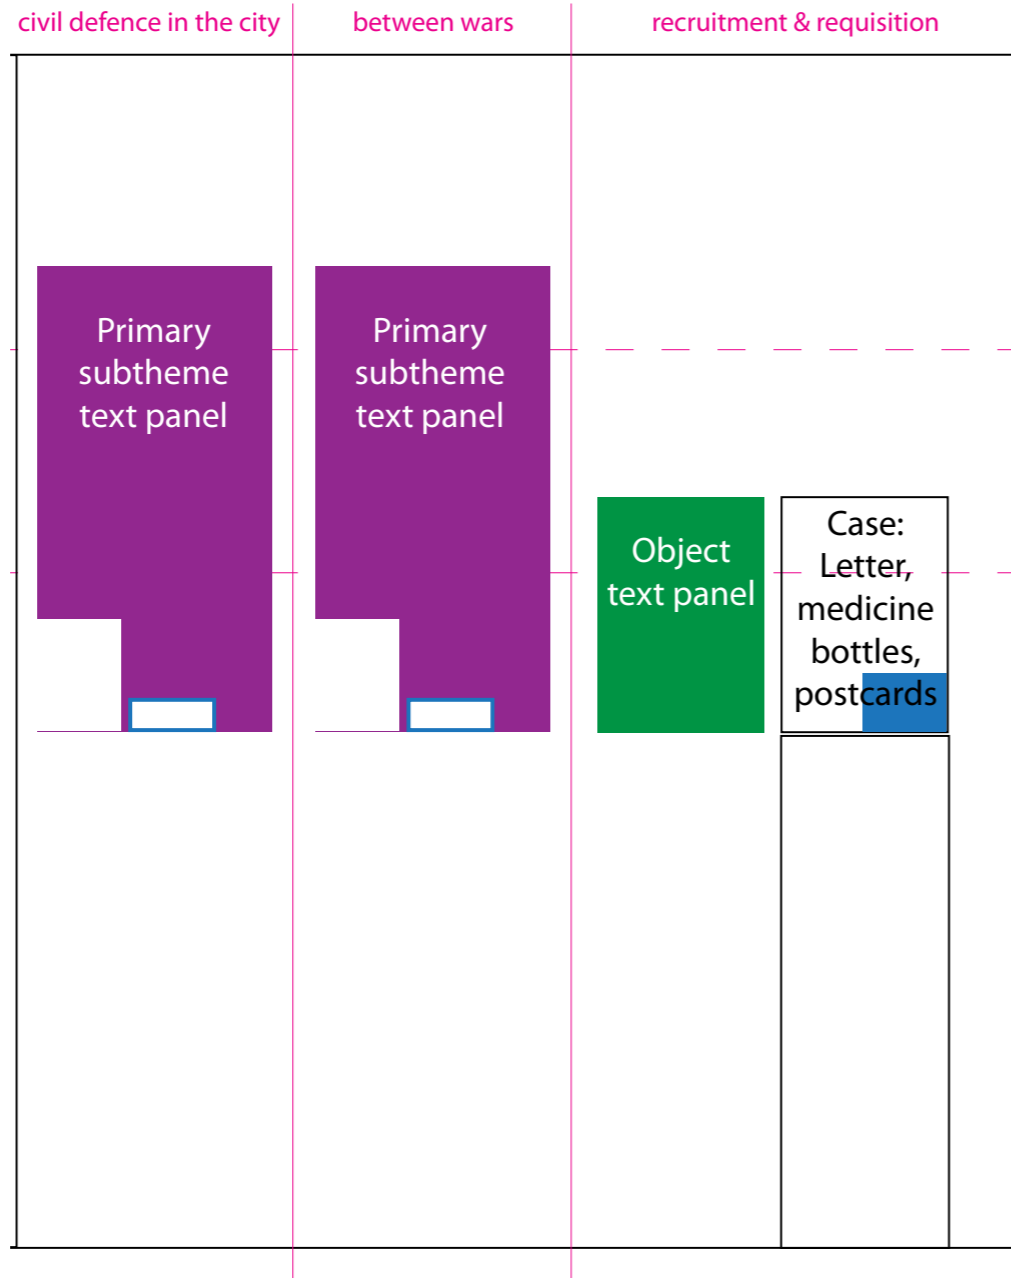 civil defence in the city
between wars
recruitment & requisition
Primary
subtheme
text panel
Primary
subtheme
text panel
Object
text panel
Case:
Letter,
medicine
bottles,
postcards